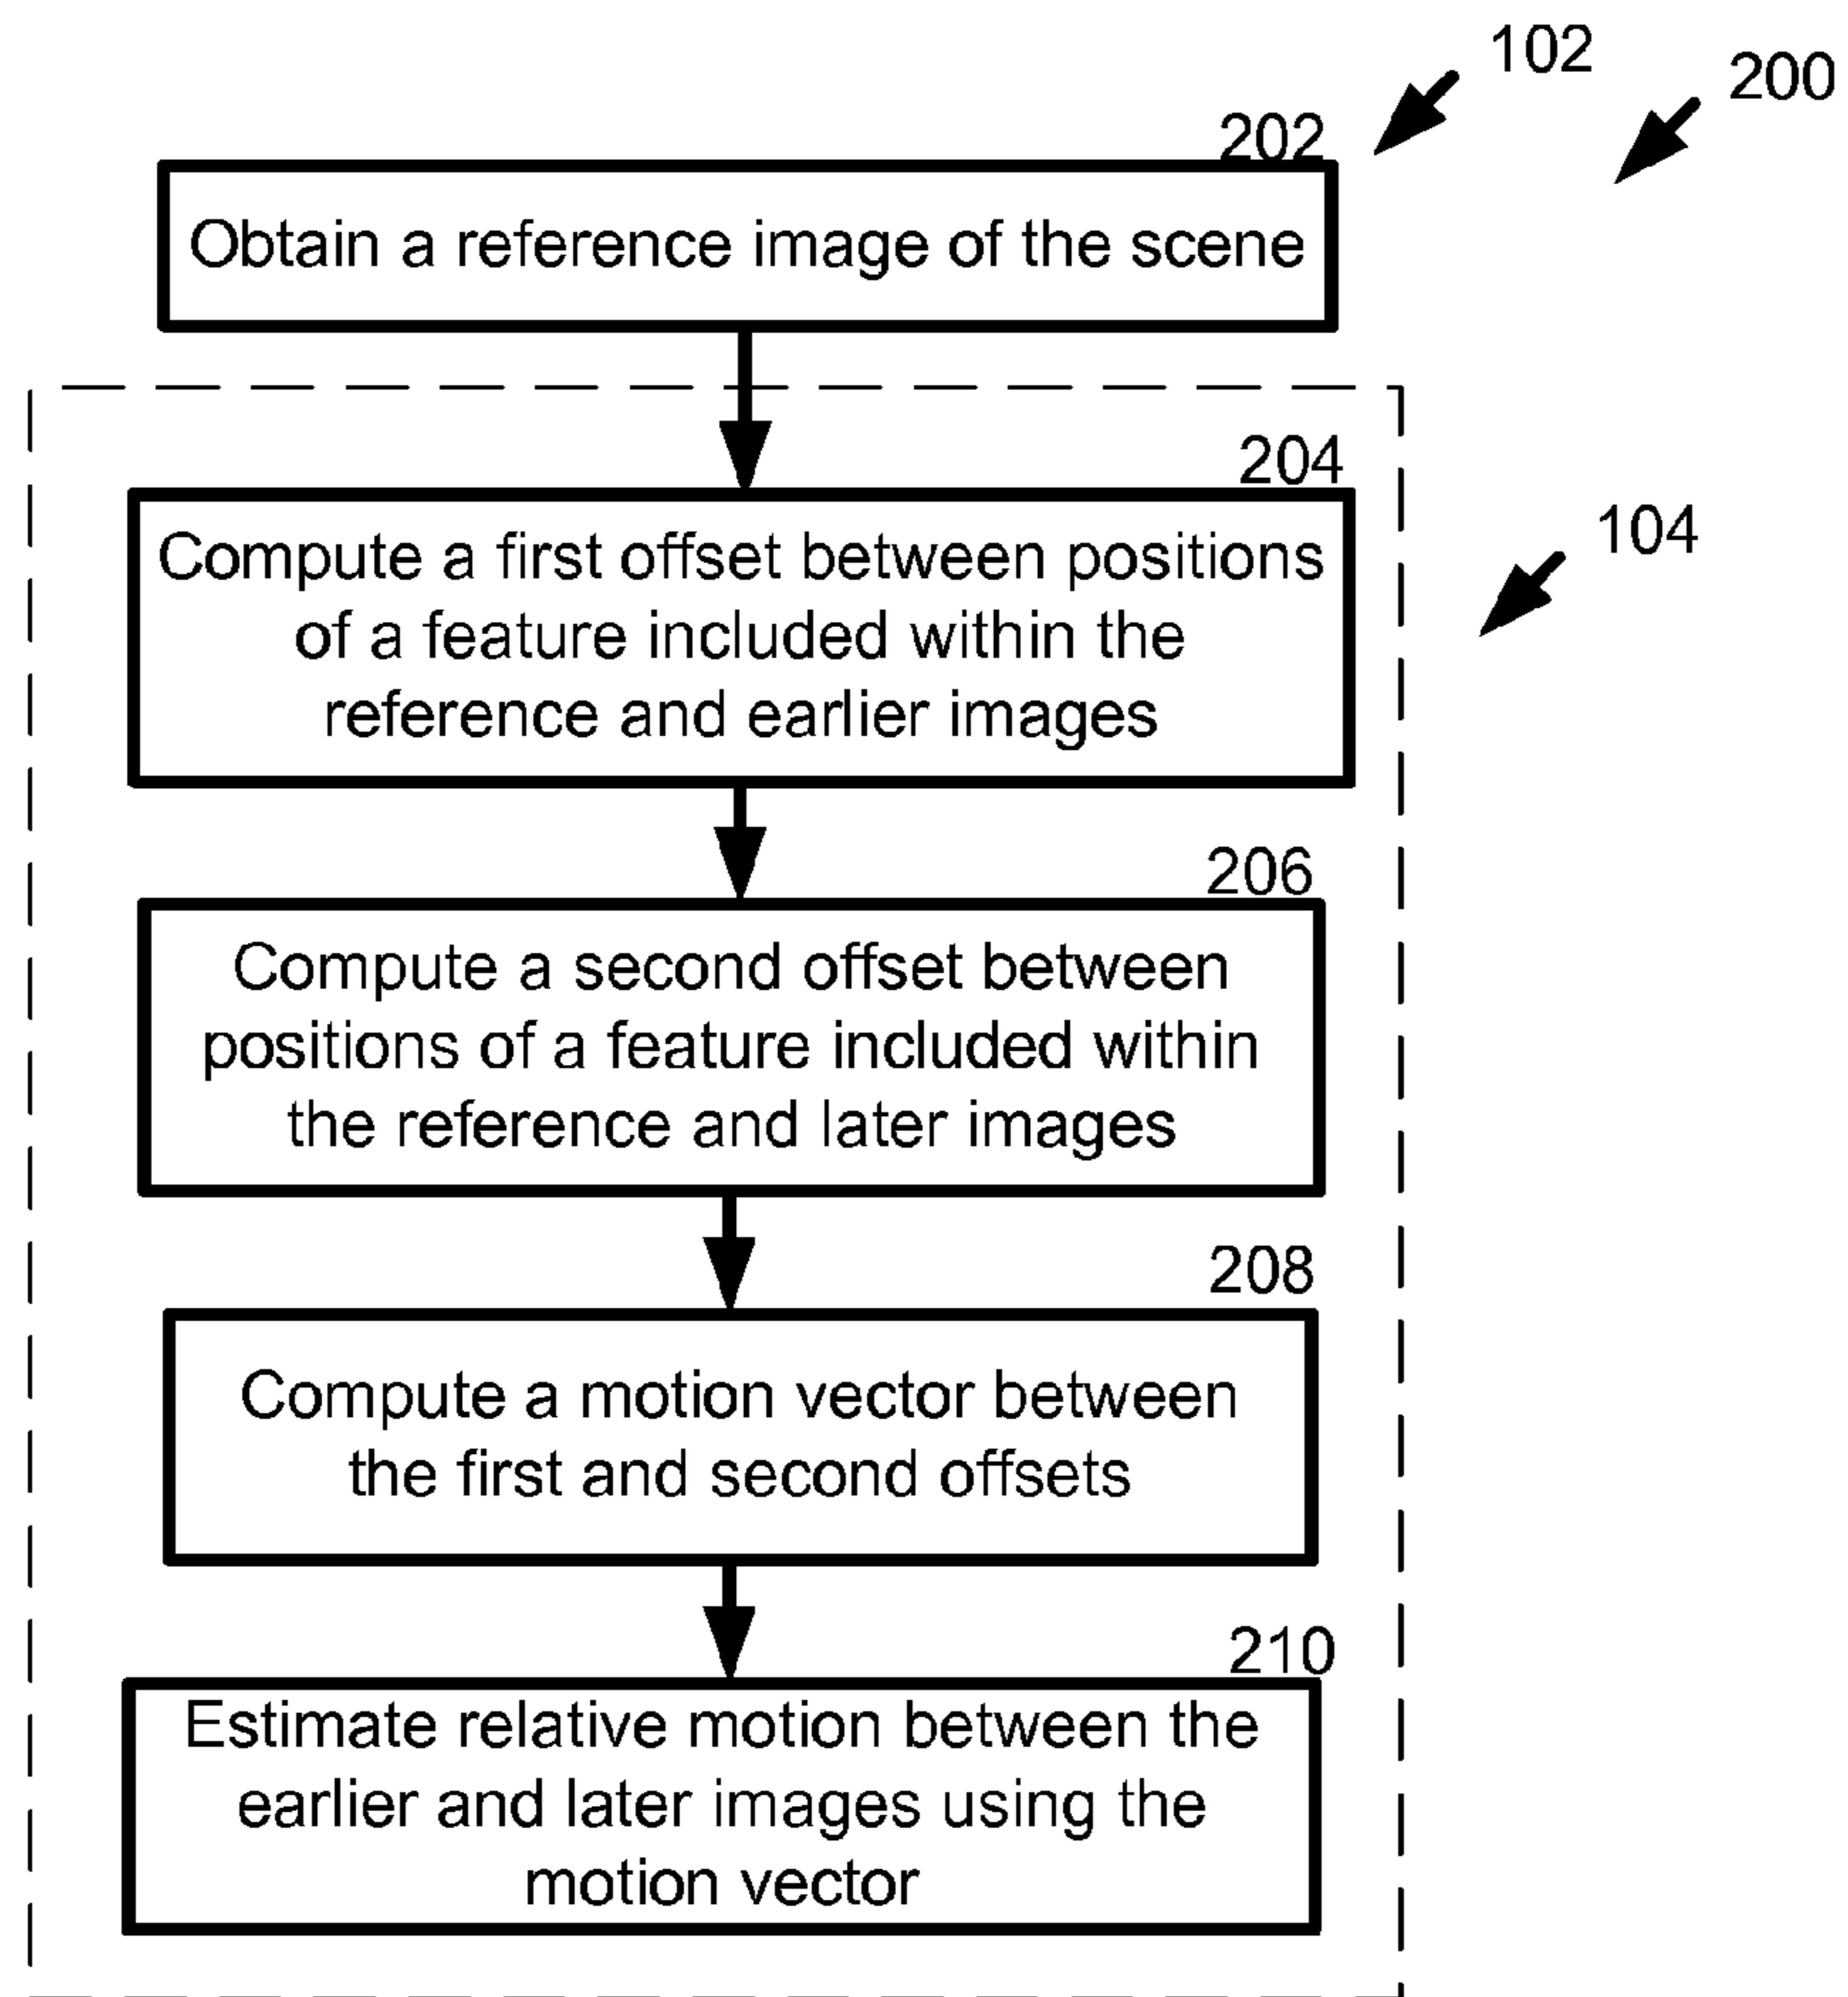 102
200
202
Obtain a reference image of the scene
204
Compute a first offset between positions
of a feature included within the
reference and earlier images
104
206
Compute a second offset between
positions of a feature included within
the reference and later images
208
Compute a motion vector between
the first and second offsets
210
Estimate relative motion between the
earlier and later images using the
motion vector